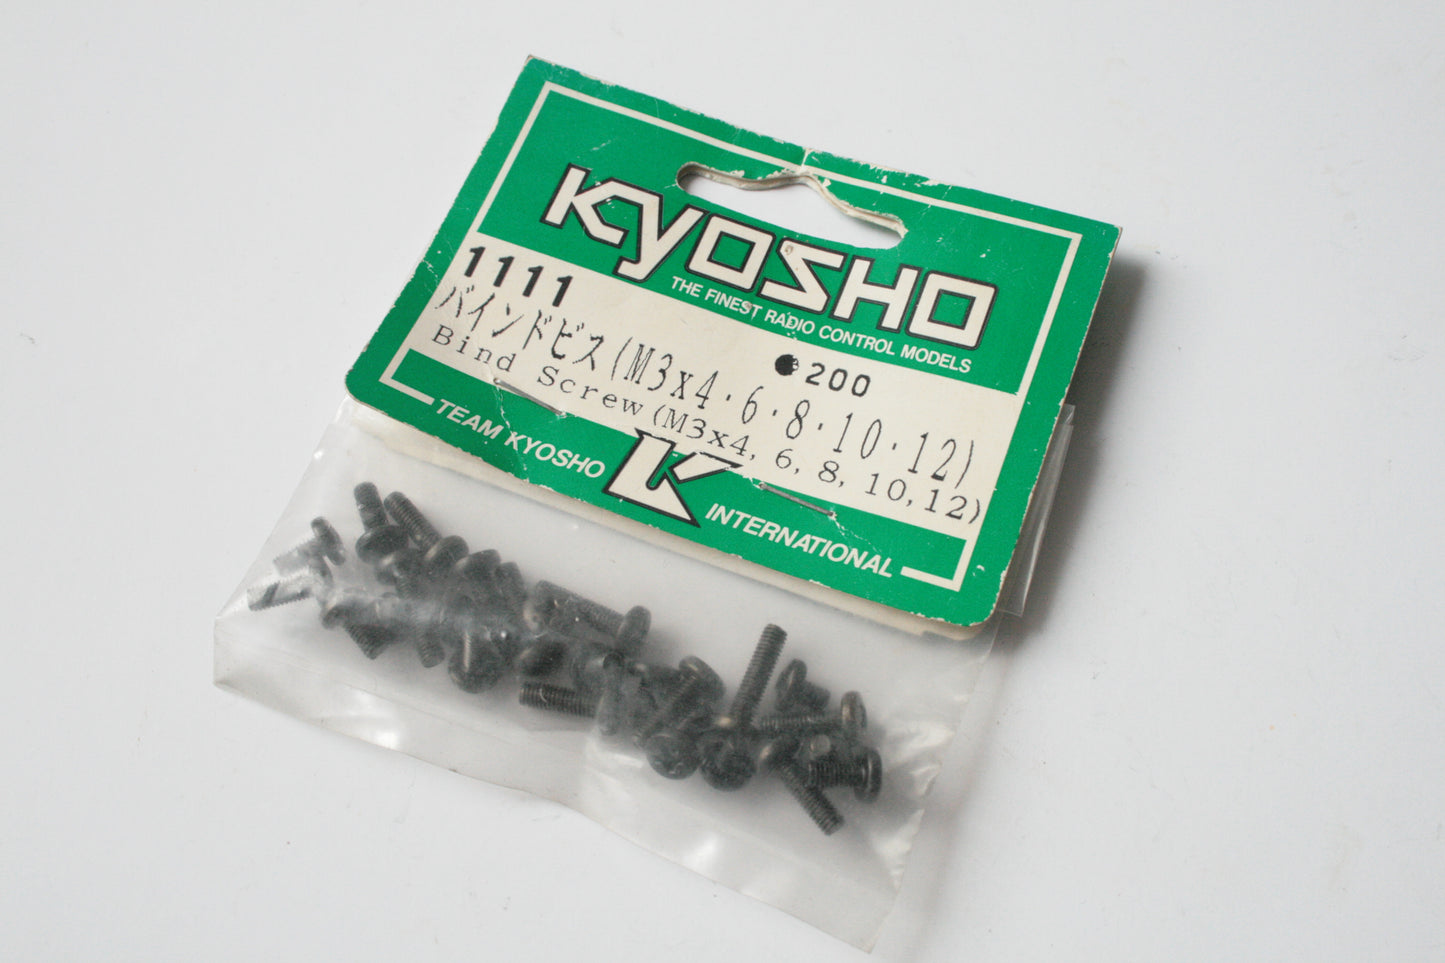 KYOSHO
THE FINEST RADIO CONTROL MODELS
1111
●200
バインドビス(M3x4・6・8・10・12)
Bind Screw(M3x4, 6, 8, 10, 12)
TEAM KYOSHO K INTERNATIONAL